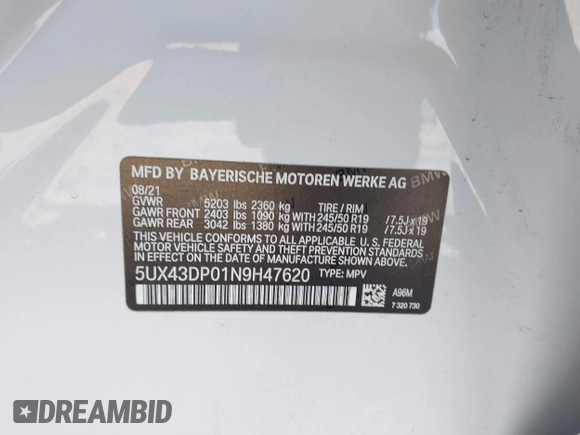 MFD BY BAYERISCHE MOTOREN WERKE AG
08/21
GVWR 5203 lbs 2360 kg TIRE / RIM
GAWR FRONT 2403 lbs 1090 kg WITH 245/50 R19 / 7.5J x 19
GAWR REAR 3042 lbs 1380 kg WITH 245/50 R19 / 7.5J x 19
THIS VEHICLE CONFORMS TO ALL APPLICABLE U. S. FEDERAL
MOTOR VEHICLE SAFETY AND THEFT PREVENTION STANDARDS
IN EFFECT ON THE DATE OF MANUFACTURE SHOWN ABOVE.
5UX43DP01N9H47620 TYPE: MPV
A96M
7 320 730
DREAMBID